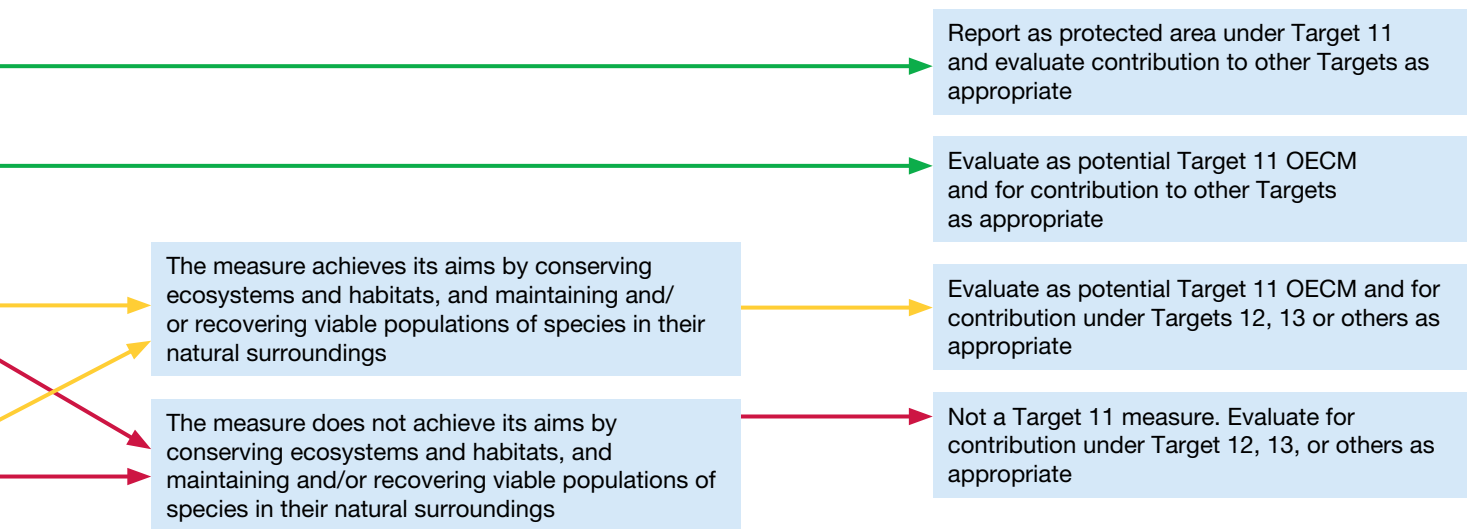 Report as protected area under Target 11
and evaluate contribution to other Targets as
appropriate
Evaluate as potential Target 11 OECM
and for contribution to other Targets
as appropriate
The measure achieves its aims by conserving
ecosystems and habitats, and maintaining and/
or recovering viable populations of species in their
natural surroundings
Evaluate as potential Target 11 OECM and for
contribution under Targets 12, 13 or others as
appropriate
The measure does not achieve its aims by
conserving ecosystems and habitats, and
maintaining and/or recovering viable populations of
species in their natural surroundings
Not a Target 11 measure. Evaluate for
contribution under Target 12, 13, or others as
appropriate